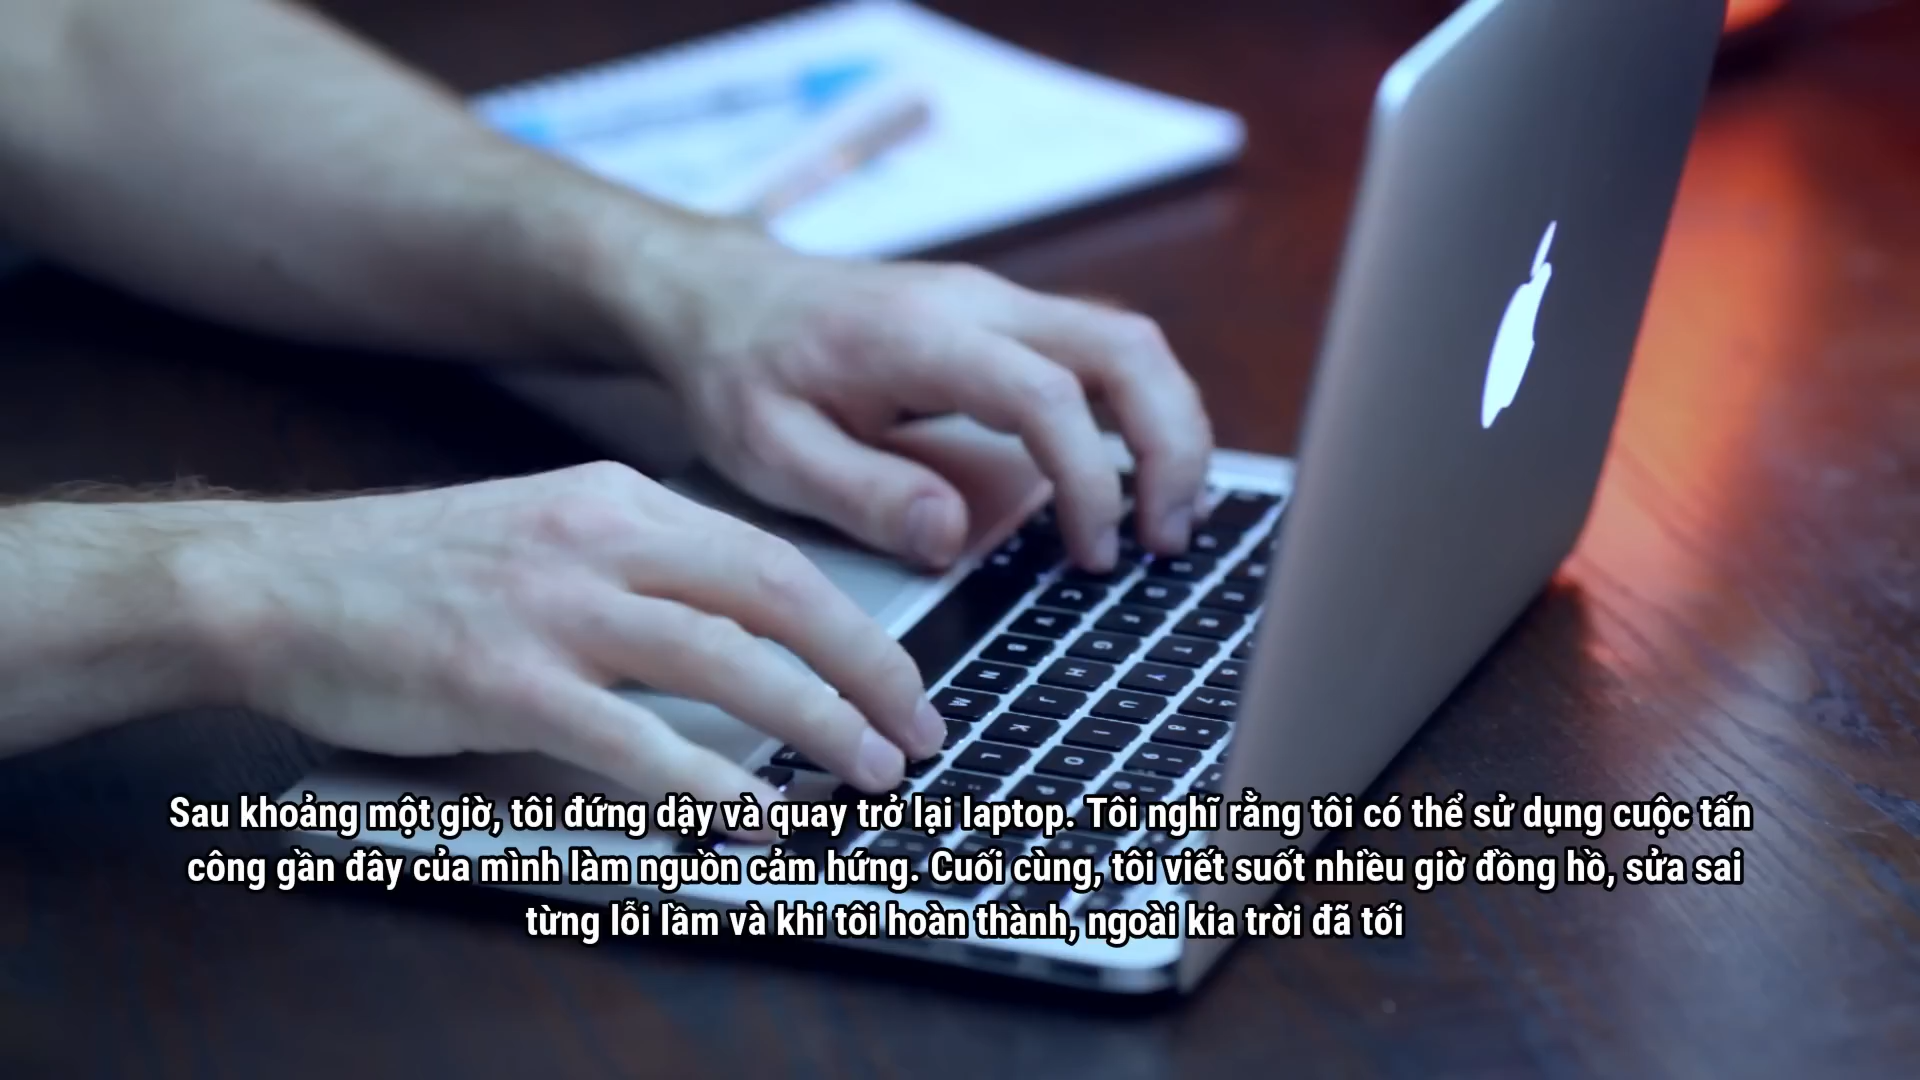 Sau khoảng một giờ, tôi đứng dậy và quay trở lại laptop. Tôi nghĩ rằng tôi có thể sử dụng cuộc tấn
công gần đây của mình làm nguồn cảm hứng. Cuối cùng, tôi viết suốt nhiều giờ đồng hồ, sửa sai
từng lỗi lầm và khi tôi hoàn thành, ngoài kia trời đã tối